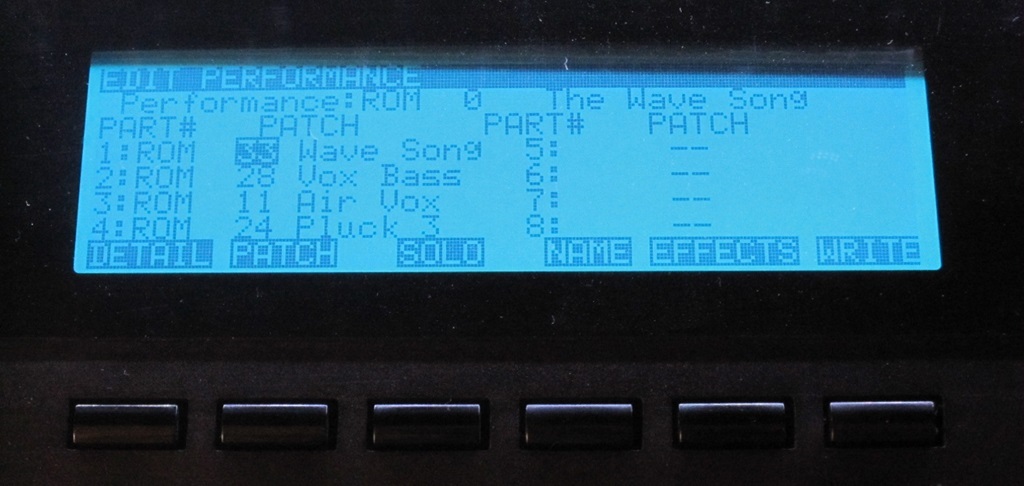 EDIT PERFORMANCE
Performance:ROM 0 The Wave Song
PART# PATCH PART# PATCH
1:ROM 33 Wave Song 5: --
2:ROM 28 Vox Bass 6: --
3:ROM 11 Air Vox 7: --
4:ROM 24 Pluck 3 8: --
DETAIL PATCH SOLO NAME EFFECTS WRITE